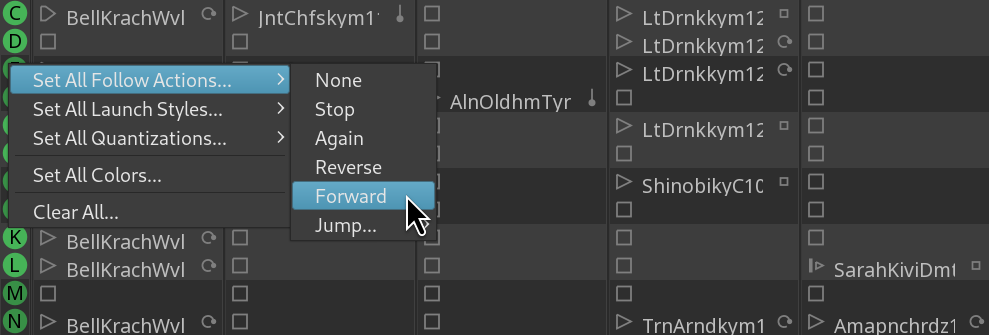 C BellKrachWvl JntChfskym1 LtDrnkkym12
D LtDrnkkym12
LtDrnkkym12
Set All Follow Actions... None
Set All Launch Styles... Stop AlnOldhmTyr
Set All Quantizations... Again LtDrnkkym12
Set All Colors... Reverse
Forward ShinobikyC10
Clear All... Jump...
K BellKrachWvl
L BellKrachWvl SarahKiviDmt
M
N BellKrachWvl TrnArndkym1 Amapnchrdz1